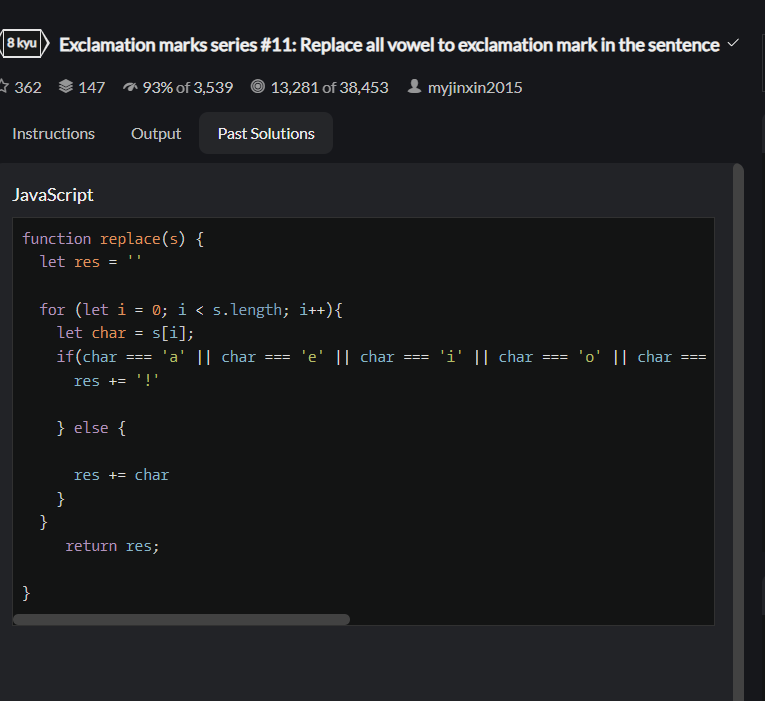 8 kyu Exclamation marks series #11: Replace all vowel to exclamation mark in the sentence
362 147 93% of 3,539 13,281 of 38,453 myjinxin2015
Instructions Output Past Solutions
JavaScript
function replace(s) {
  let res = ''
  for (let i = 0; i < s.length; i++){
    let char = s[i];
    if(char === 'a' || char === 'e' || char === 'i' || char === 'o' || char ===
      res += '!'
    } else {
      res += char
    }
  }
     return res;
}